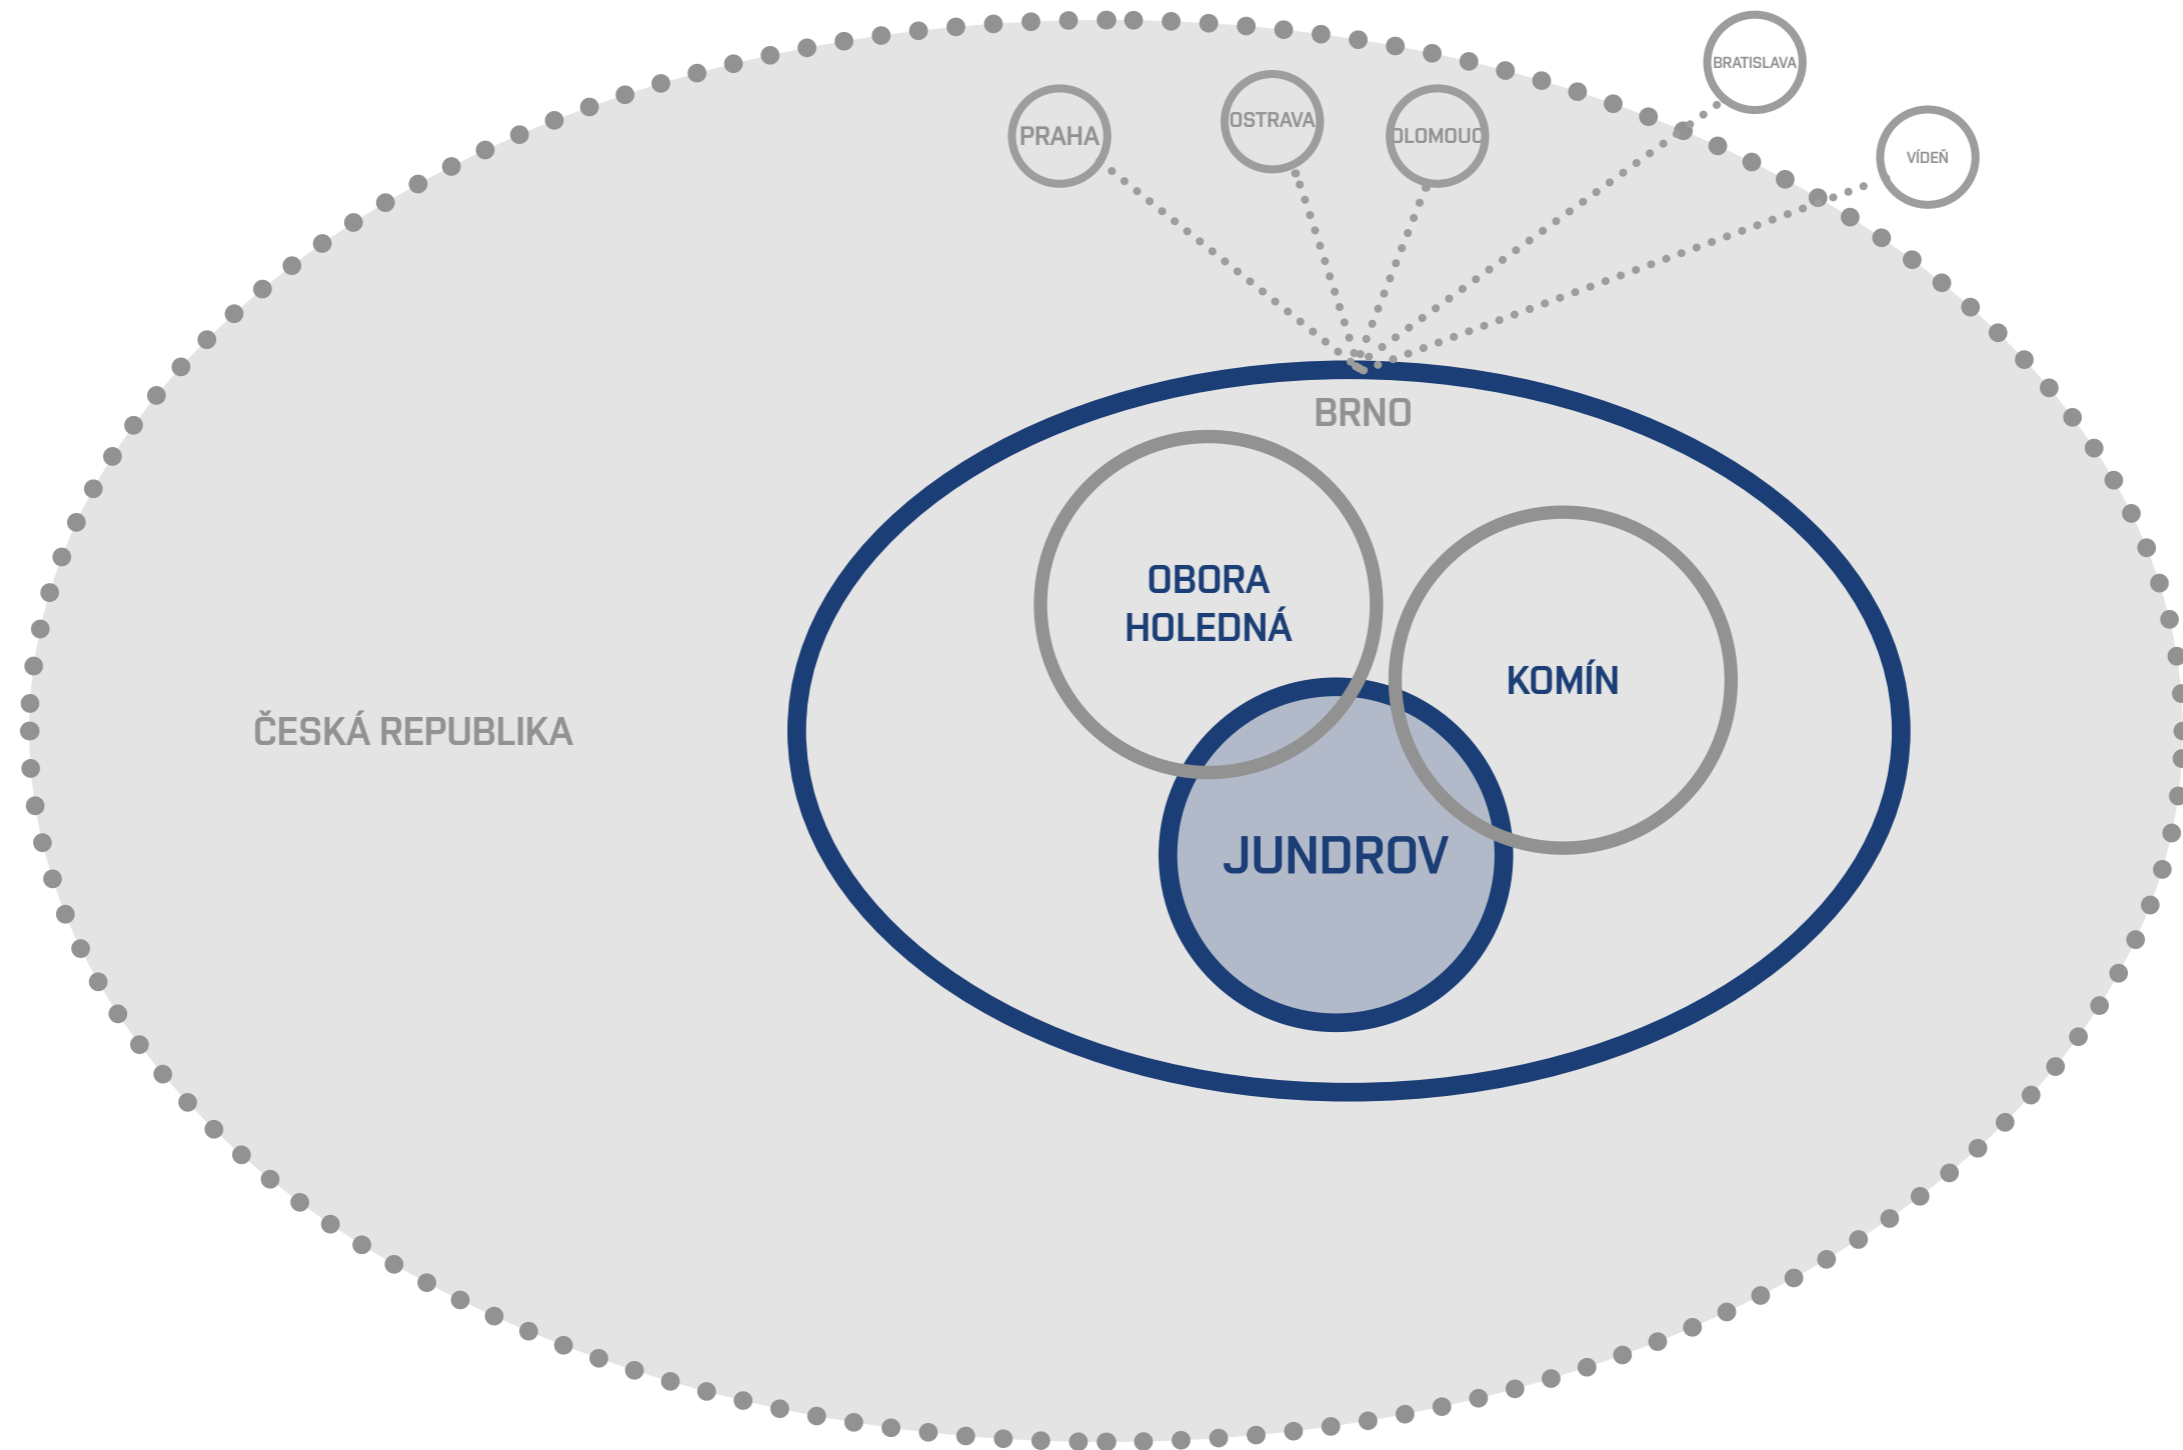 BRATISLAVA
OSTRAVA
PRAHA
OLOMOUC
VÍDEŇ
BRNO
OBORA
HOLEDNÁ
KOMÍN
ČESKÁ REPUBLIKA
JUNDROV